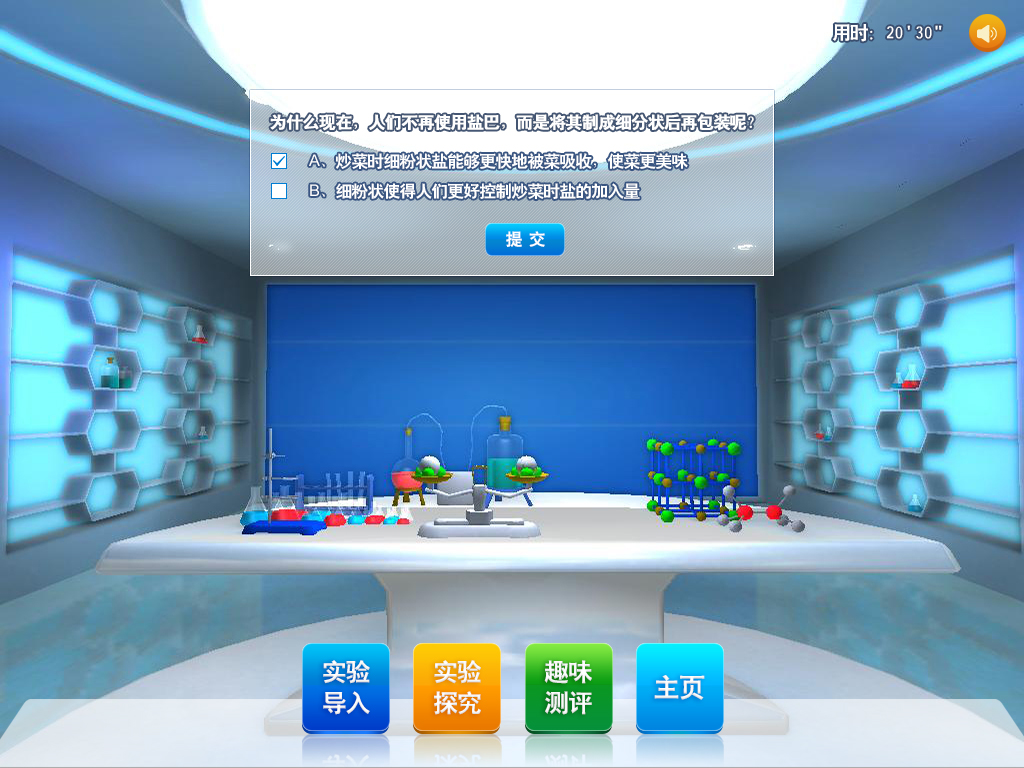 用时: 20'30"
为什么现在，人们不再使用盐巴，而是将其制成细分状后再包装呢？
A、炒菜时细粉状盐能够更快地被菜吸收，使菜更美味
B、细粉状使得人们更好控制炒菜时盐的加入量
提 交
实验
导入
实验
探究
趣味
测评
主页